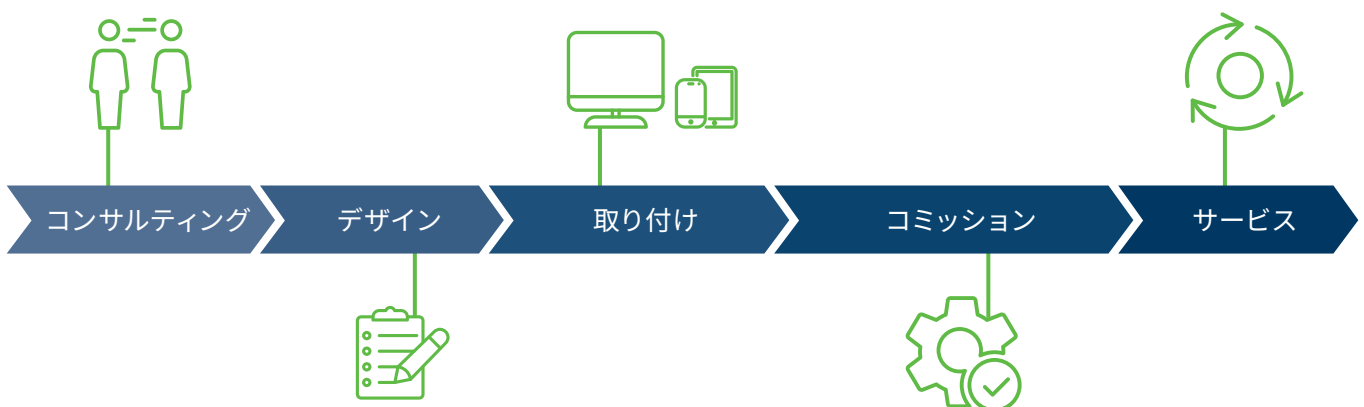 コンサルティング
デザイン
取り付け
コミッション
サービス